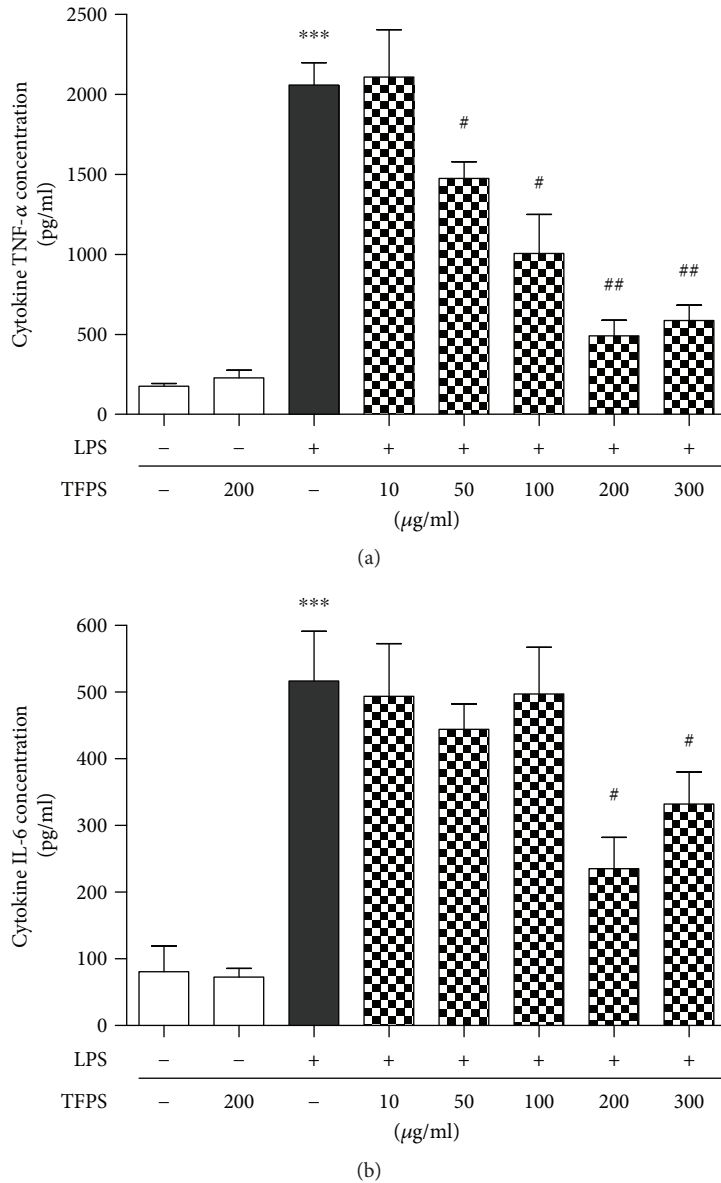 Cytokine TNF-α concentration
(pg/ml)
2500
2000
1500
1000
500
0
***
#
#
##
##
LPS – – + + + + + +
TFPS – 200 – 10 50 100 200 300
(μg/ml)
(a)
Cytokine IL-6 concentration
(pg/ml)
600
500
400
300
200
100
0
***
#
#
LPS – – + + + + + +
TFPS – 200 – 10 50 100 200 300
(μg/ml)
(b)